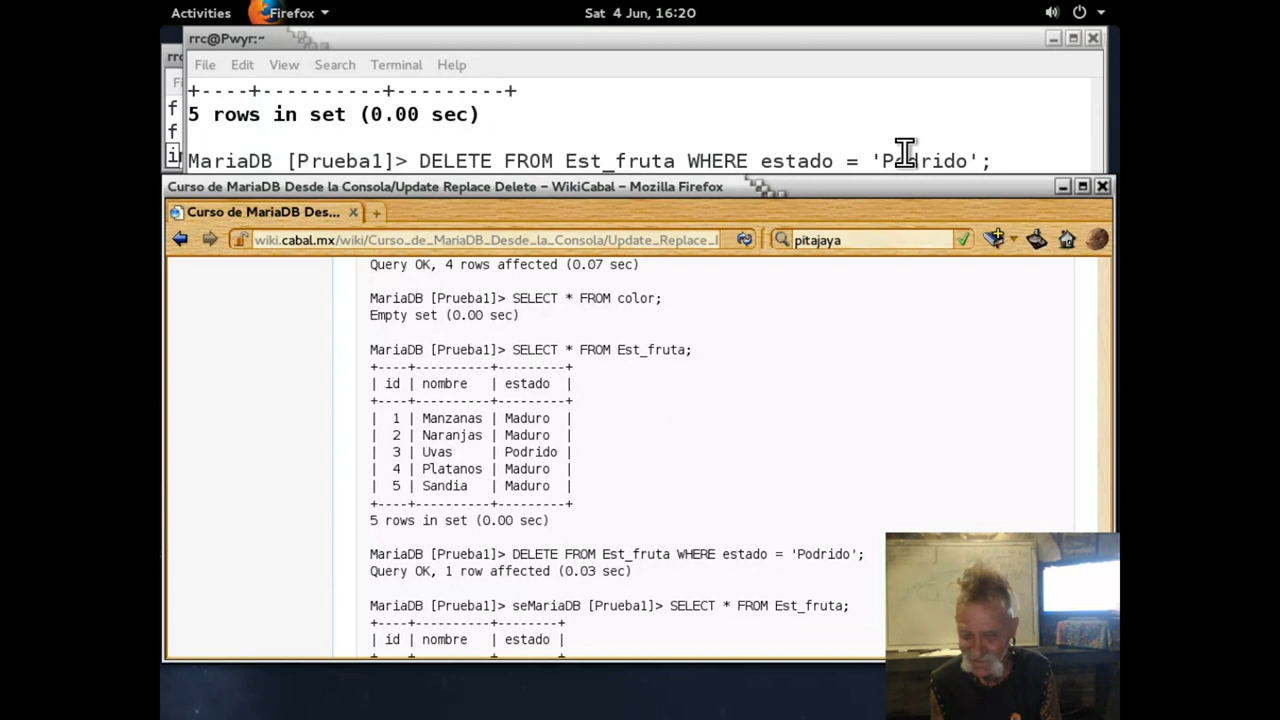 Activities Firefox Sat 4 Jun, 16:20
rrc@Pwyr:~
rrc
File Edit View Search Terminal Help
Fi
+----+----------+---------+
f
5 rows in set (0.00 sec)
f
MariaDB [Prueba1]> DELETE FROM Est_fruta WHERE estado = 'Podrido';
Curso de MariaDB Desde la Consola/Update Replace Delete – WikiCabal – Mozilla Firefox
Curso de MariaDB Des...
wiki.cabal.mx/wiki/Curso_de_MariaDB_Desde_la_Consola/Update_Replace_ pitajaya
Query OK, 4 rows affected (0.07 sec)
MariaDB [Prueba1]> SELECT * FROM color;
Empty set (0.00 sec)
MariaDB [Prueba1]> SELECT * FROM Est_fruta;
+----+----------+---------+
| id | nombre | estado |
+----+----------+---------+
| 1 | Manzanas | Maduro |
| 2 | Naranjas | Maduro |
| 3 | Uvas | Podrido |
| 4 | Platanos | Maduro |
| 5 | Sandia | Maduro |
+----+----------+---------+
5 rows in set (0.00 sec)
MariaDB [Prueba1]> DELETE FROM Est_fruta WHERE estado = 'Podrido';
Query OK, 1 row affected (0.03 sec)
MariaDB [Prueba1]> seMariaDB [Prueba1]> SELECT * FROM Est_fruta;
+----+----------+--------+
| id | nombre | estado |